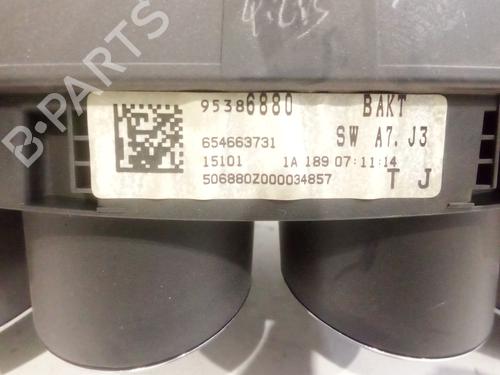 95386880 BAKT
654663731 SW A7.J3
15101 1A 189 07:11:14
506880Z000034857 T J
B-PARTS